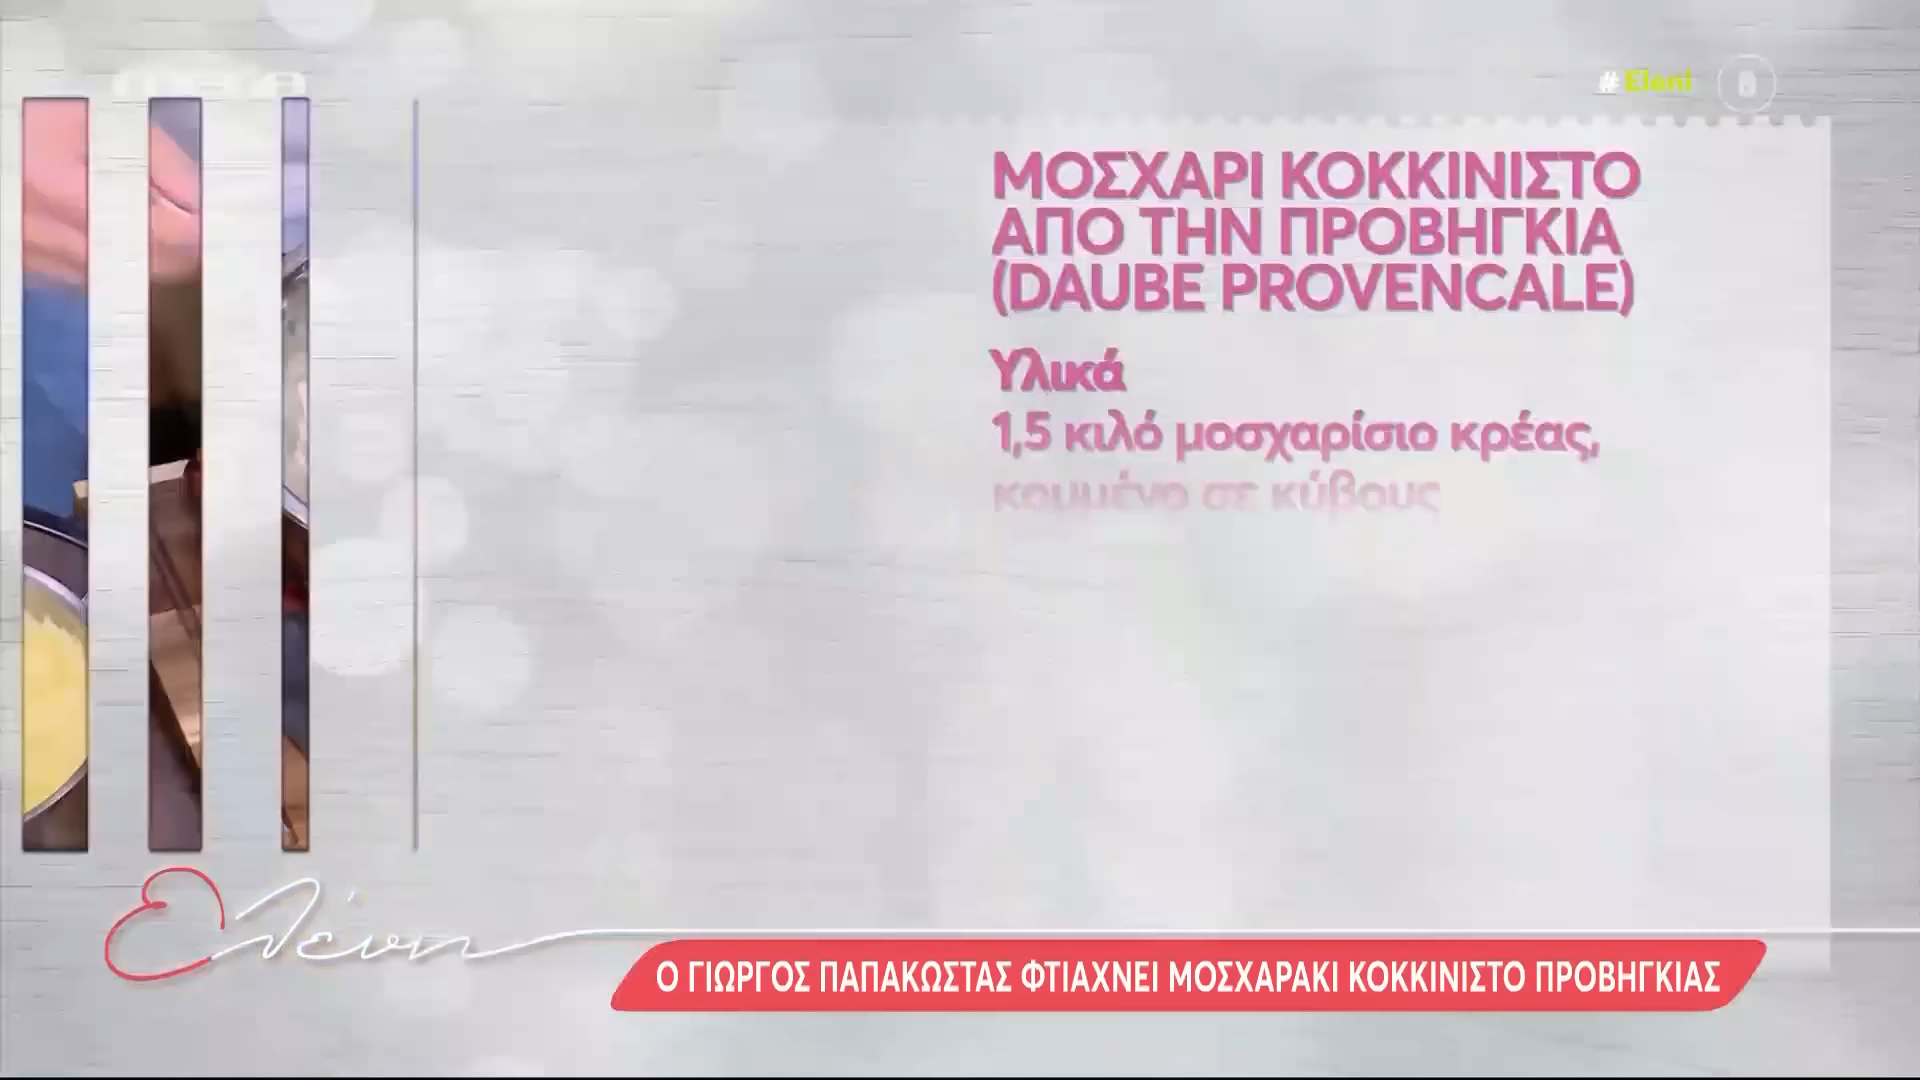 #Eleni
8
ΜΟΣΧΑΡΙ ΚΟΚΚΙΝΙΣΤΟ
ΑΠΟ ΤΗΝ ΠΡΟΒΗΓΚΙΑ
(DAUBE PROVENCALE)
Υλικά
1,5 κιλό μοσχαρίσιο κρέας,
κομμένο σε κύβους
Ελένη
Ο ΓΙΩΡΓΟΣ ΠΑΠΑΚΩΣΤΑΣ ΦΤΙΑΧΝΕΙ ΜΟΣΧΑΡΑΚΙ ΚΟΚΚΙΝΙΣΤΟ ΠΡΟΒΗΓΚΙΑΣ